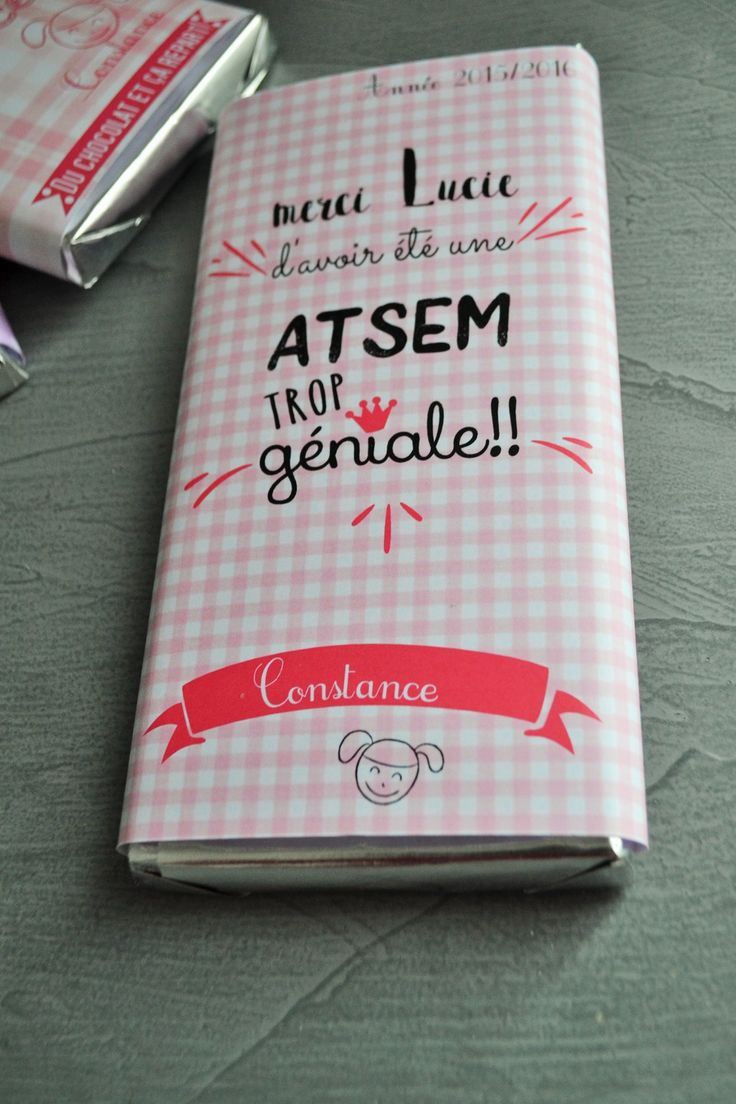 Constance
DU CHOCOLAT ET ÇA REPART!!
Année 2015/2016
merci Lucie
d'avoir été une
ATSEM
TROP
géniale!!
Constance